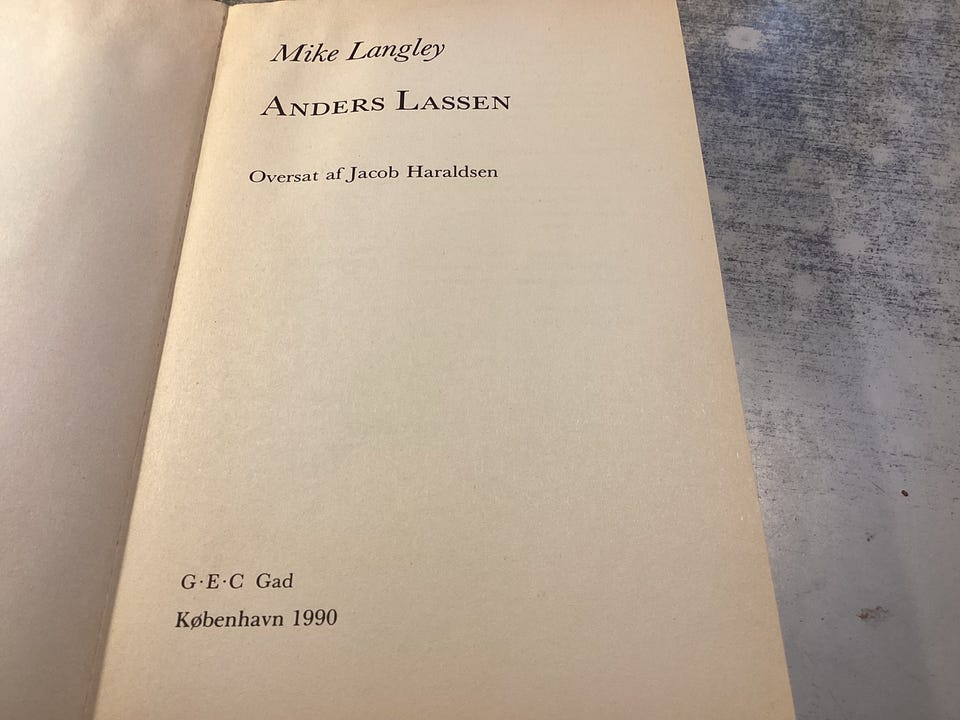 Mike Langley
ANDERS LASSEN
Oversat af Jacob Haraldsen
G·E·C Gad
København 1990